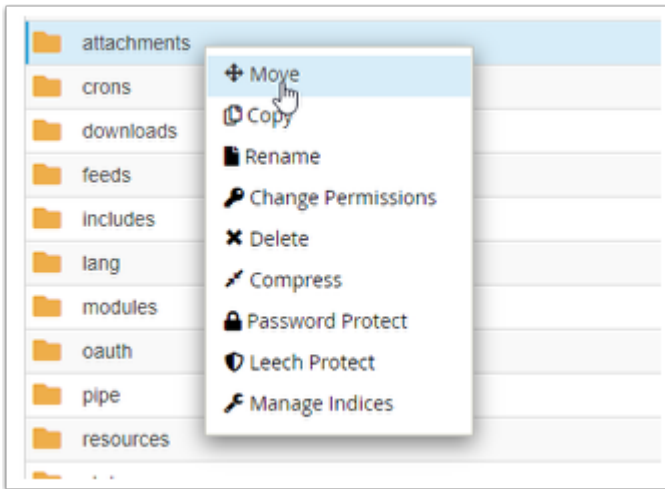 attachments
crons
downloads
feeds
includes
lang
modules
oauth
pipe
resources
Move
Copy
Rename
Change Permissions
Delete
Compress
Password Protect
Leech Protect
Manage Indices